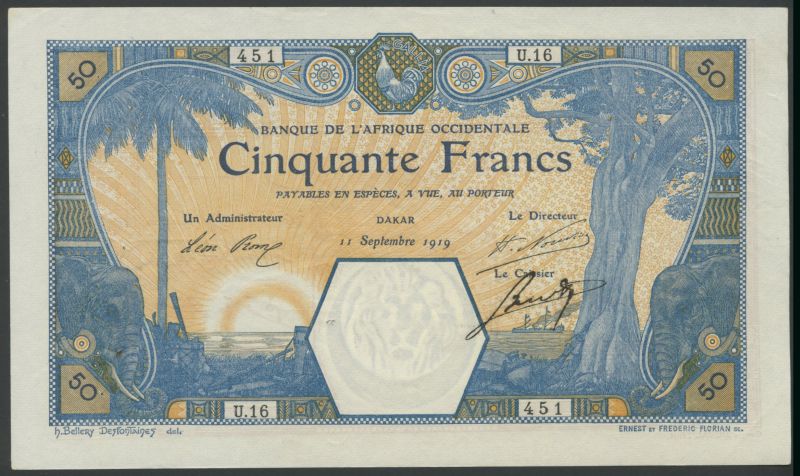 50
451
GALLIA
U.16
50
BANQUE DE L'AFRIQUE OCCIDENTALE
Cinquante Francs
PAYABLES EN ESPÈCES, A VUE, AU PORTEUR
Un Administrateur
DAKAR
Le Directeur
11 Septembre 1919
Le Caissier
50
U.16
451
50
h. Bellery Desfontaines del.
ERNEST ET FREDERIC FLORIAN sc.